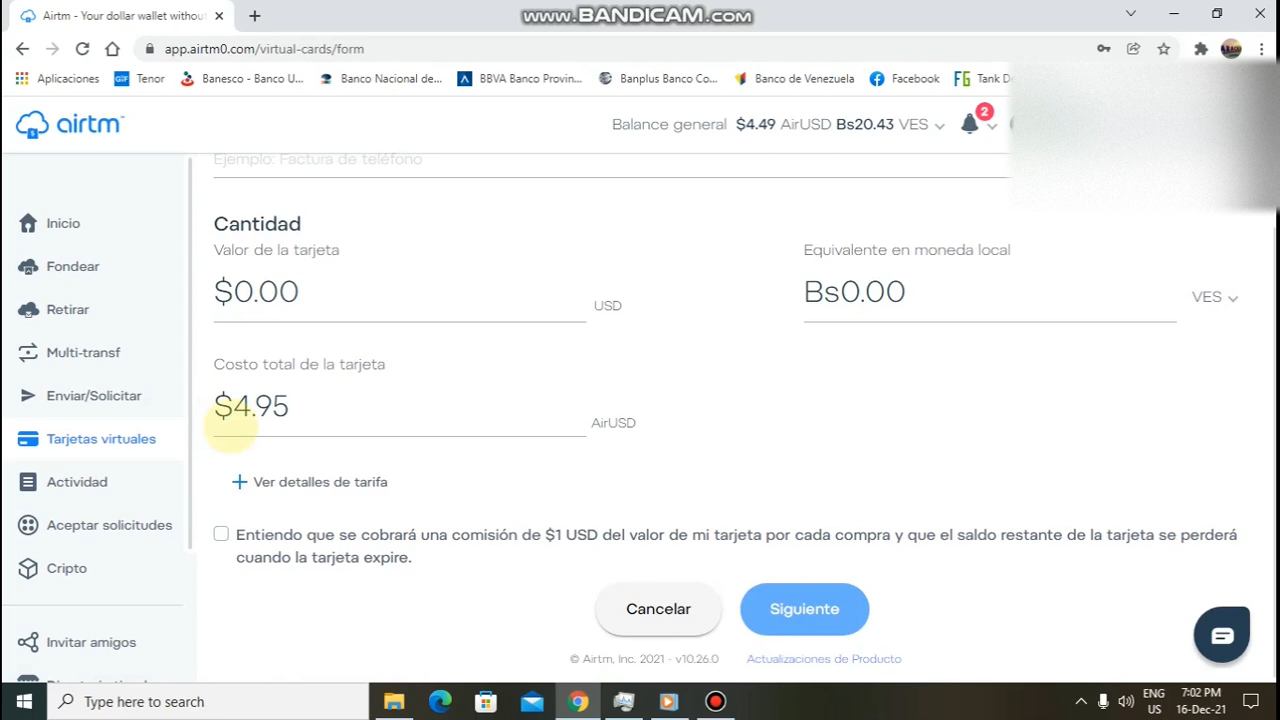 Airtm - Your dollar wallet without
www.BANDICAM.com
app.airtm0.com/virtual-cards/form
Aplicaciones
Tenor
Banesco - Banco U...
Banco Nacional de...
BBVA Banco Provin...
Banplus Banco Co...
Banco de Venezuela
Facebook
Tank D
airtm
Balance general $4.49 AirUSD Bs20.43 VES
2
Ejemplo: Factura de teléfono
Inicio
Fondear
Retirar
Multi-transf
Enviar/Solicitar
Tarjetas virtuales
Actividad
Aceptar solicitudes
Cripto
Invitar amigos
Cantidad
Valor de la tarjeta
$0.00 USD
Equivalente en moneda local
Bs0.00 VES
Costo total de la tarjeta
$4.95 AirUSD
Ver detalles de tarifa
Entiendo que se cobrará una comisión de $1 USD del valor de mi tarjeta por cada compra y que el saldo restante de la tarjeta se perderá
cuando la tarjeta expire.
Cancelar
Siguiente
© Airtm, Inc. 2021 - v10.26.0
Actualizaciones de Producto
Type here to search
ENG
US
7:02 PM
16-Dec-21